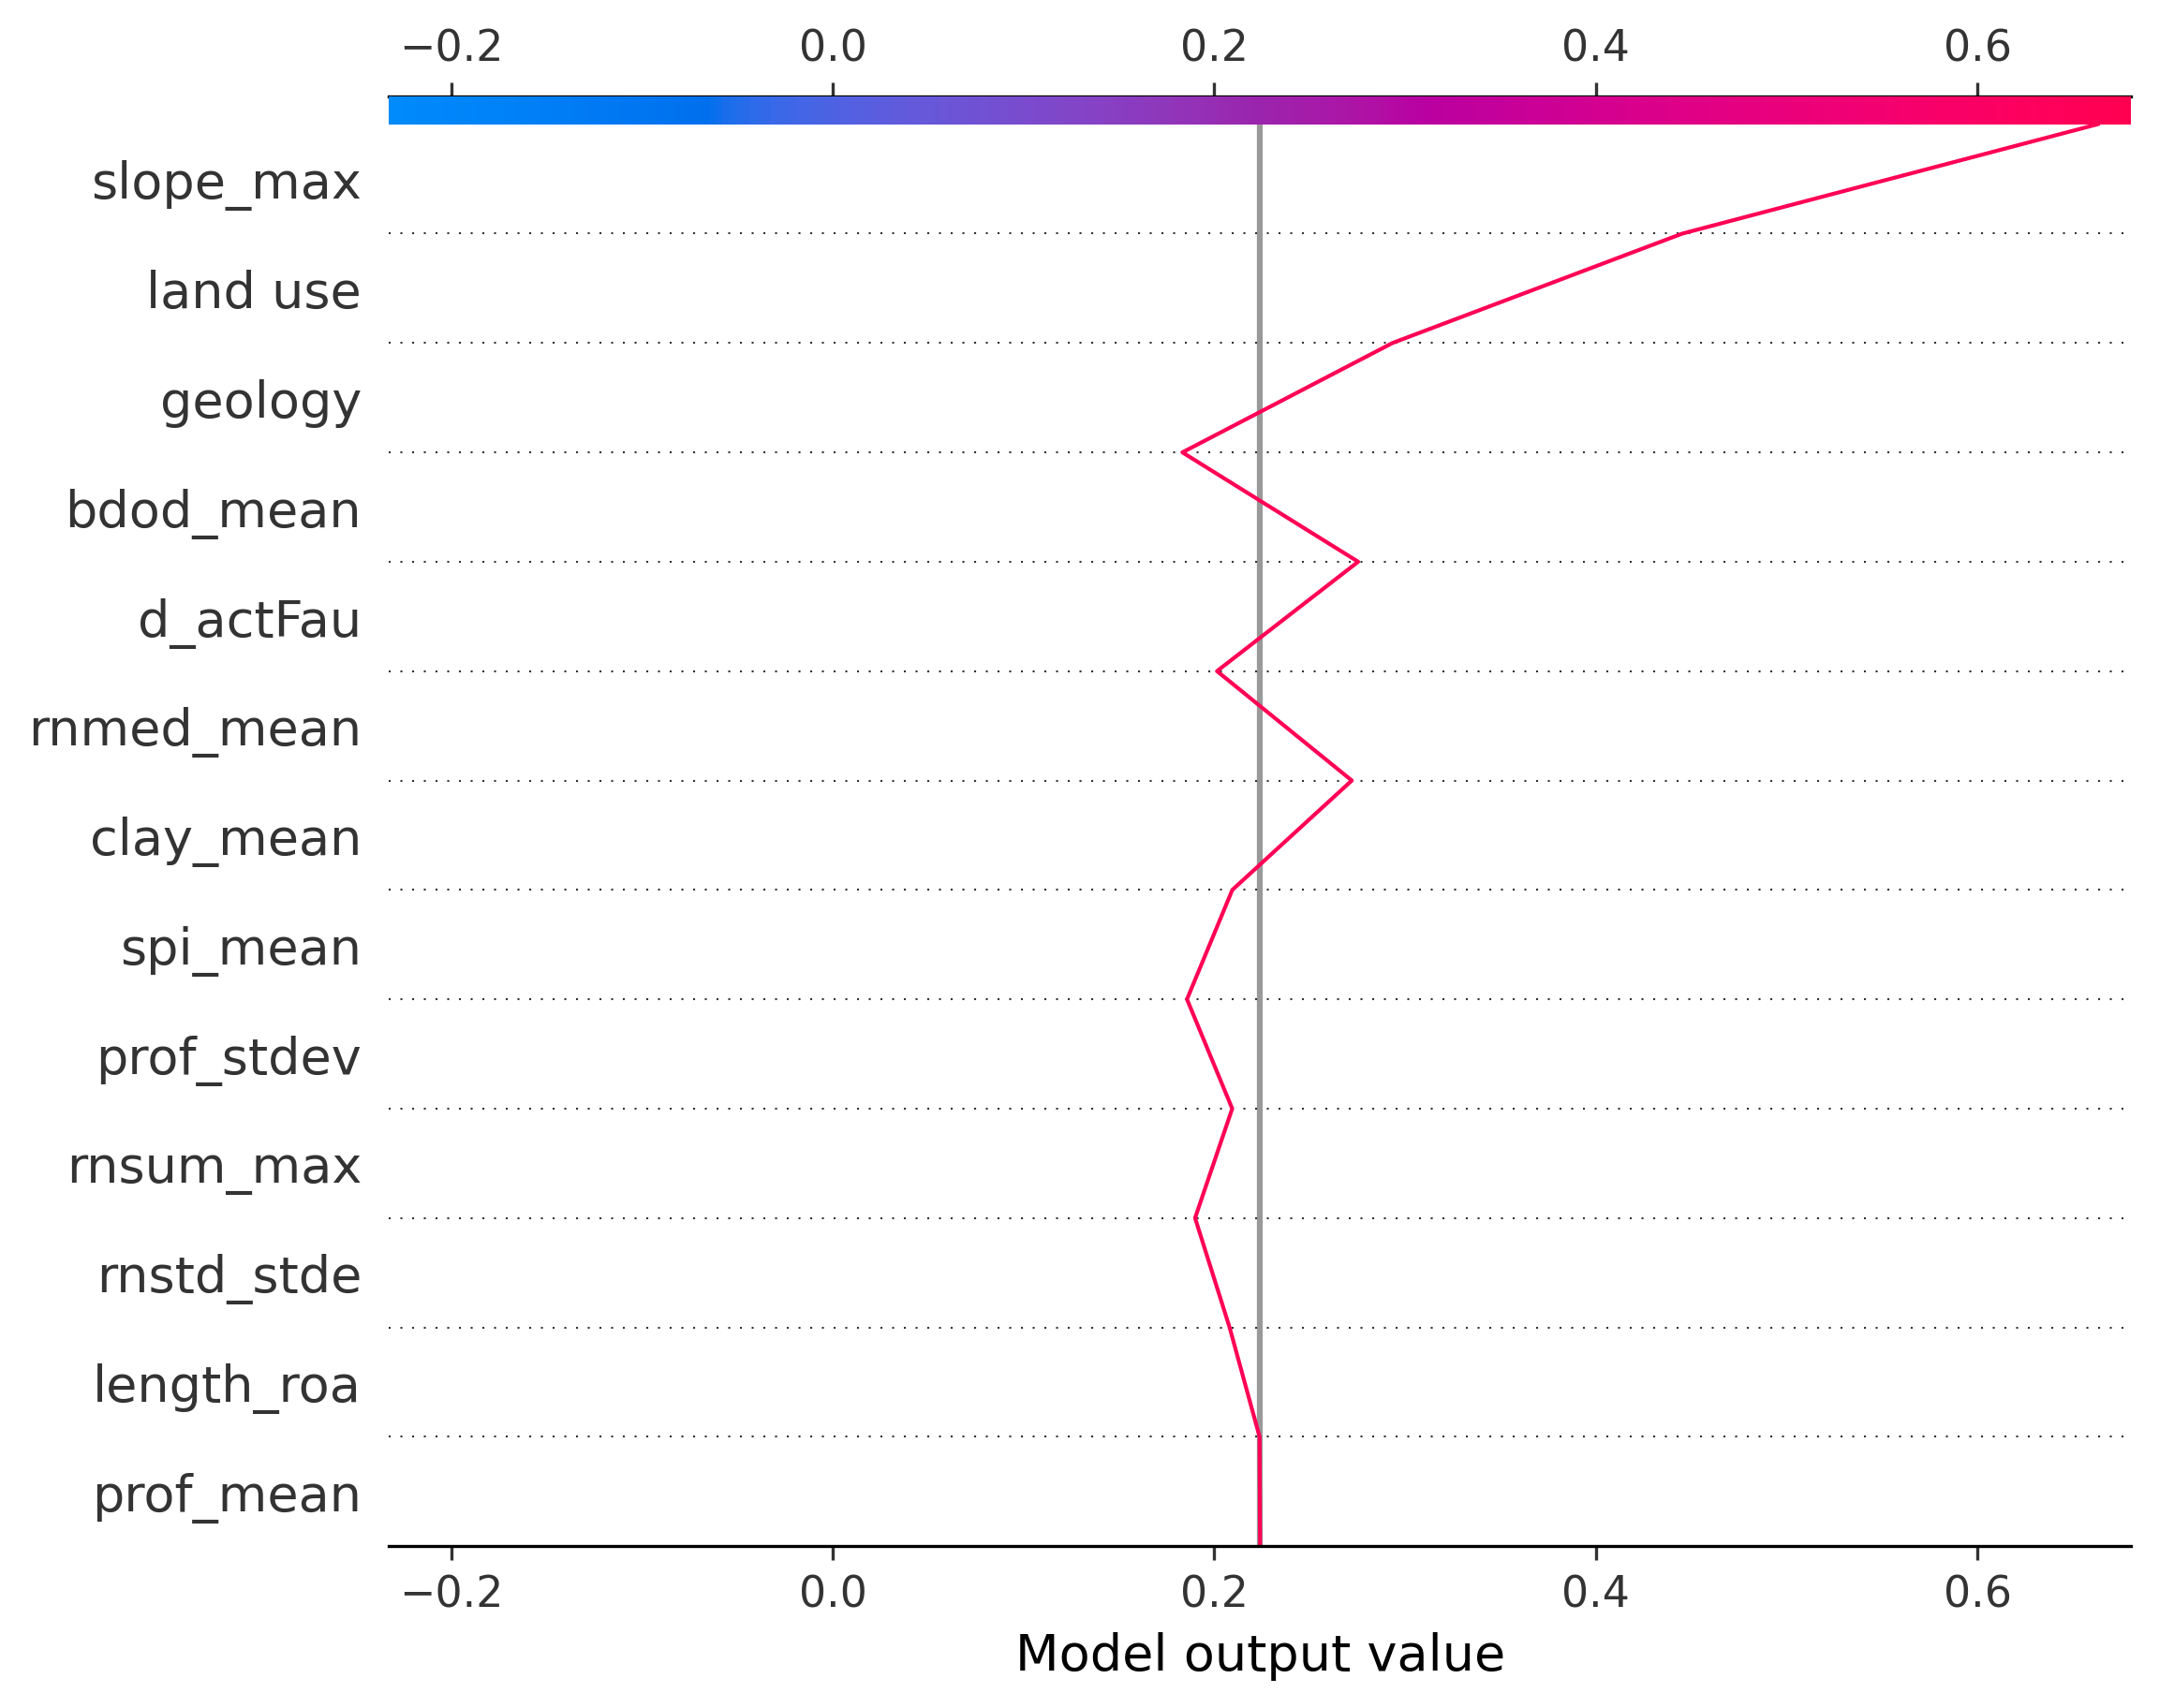 −0.2 0.0 0.2 0.4 0.6
slope_max
land use
geology
bdod_mean
d_actFau
rnmed_mean
clay_mean
spi_mean
prof_stdev
rnsum_max
rnstd_stde
length_roa
prof_mean
−0.2 0.0 0.2 0.4 0.6
Model output value